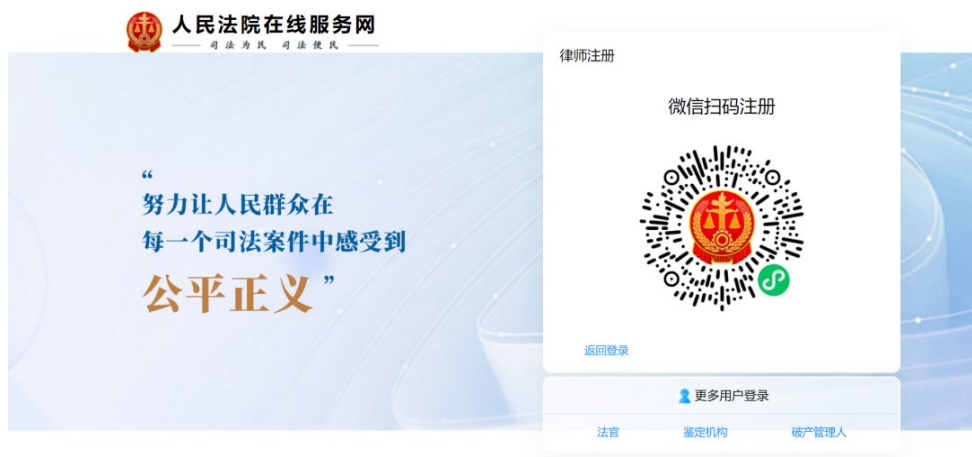 人民法院在线服务网
司法为民 司法便民
律师注册
微信扫码注册
“
努力让人民群众在
每一个司法案件中感受到
公平正义”
返回登录
更多用户登录
法官 鉴定机构 破产管理人